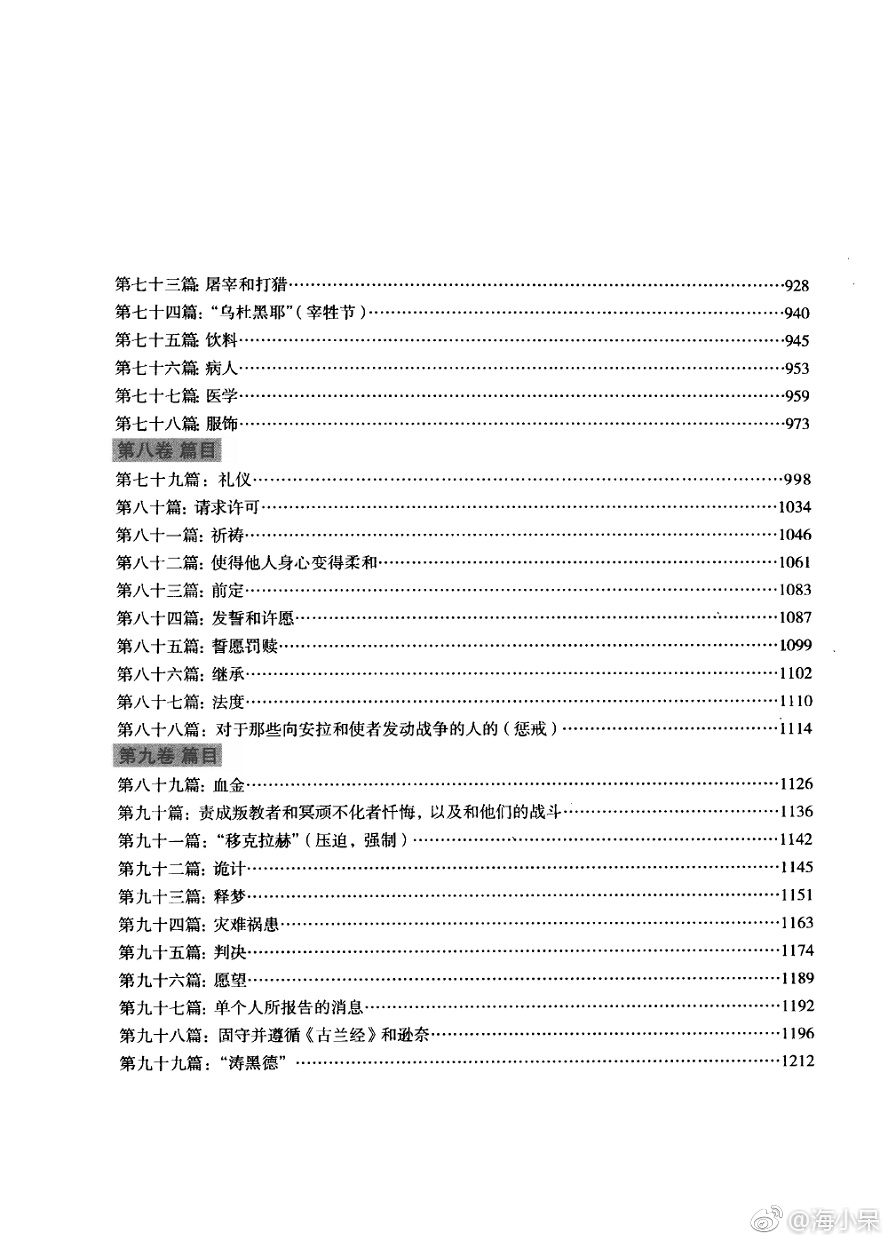 第七十三篇: 屠宰和打猎……928
第七十四篇: “乌杜黑耶”(宰牲节)……940
第七十五篇: 饮料……945
第七十六篇: 病人……953
第七十七篇: 医学……959
第七十八篇: 服饰……973
第八卷 篇目
第七十九篇: 礼仪……998
第八十篇: 请求许可……1034
第八十一篇: 祈祷……1046
第八十二篇: 使得他人身心变得柔和……1061
第八十三篇: 前定……1083
第八十四篇: 发誓和许愿……1087
第八十五篇: 誓愿罚赎……1099
第八十六篇: 继承……1102
第八十七篇: 法度……1110
第八十八篇: 对于那些向安拉和使者发动战争的人的(惩戒)……1114
第九卷 篇目
第八十九篇: 血金……1126
第九十篇: 责成叛教者和冥顽不化者忏悔, 以及和他们的战斗……1136
第九十一篇: “移克拉赫”(压迫, 强制)……1142
第九十二篇: 诡计……1145
第九十三篇: 释梦……1151
第九十四篇: 灾难祸患……1163
第九十五篇: 判决……1174
第九十六篇: 愿望……1189
第九十七篇: 单个人所报告的消息……1192
第九十八篇: 固守并遵循《古兰经》和逊奈……1196
第九十九篇: “涛黑德”……1212
@海小呆